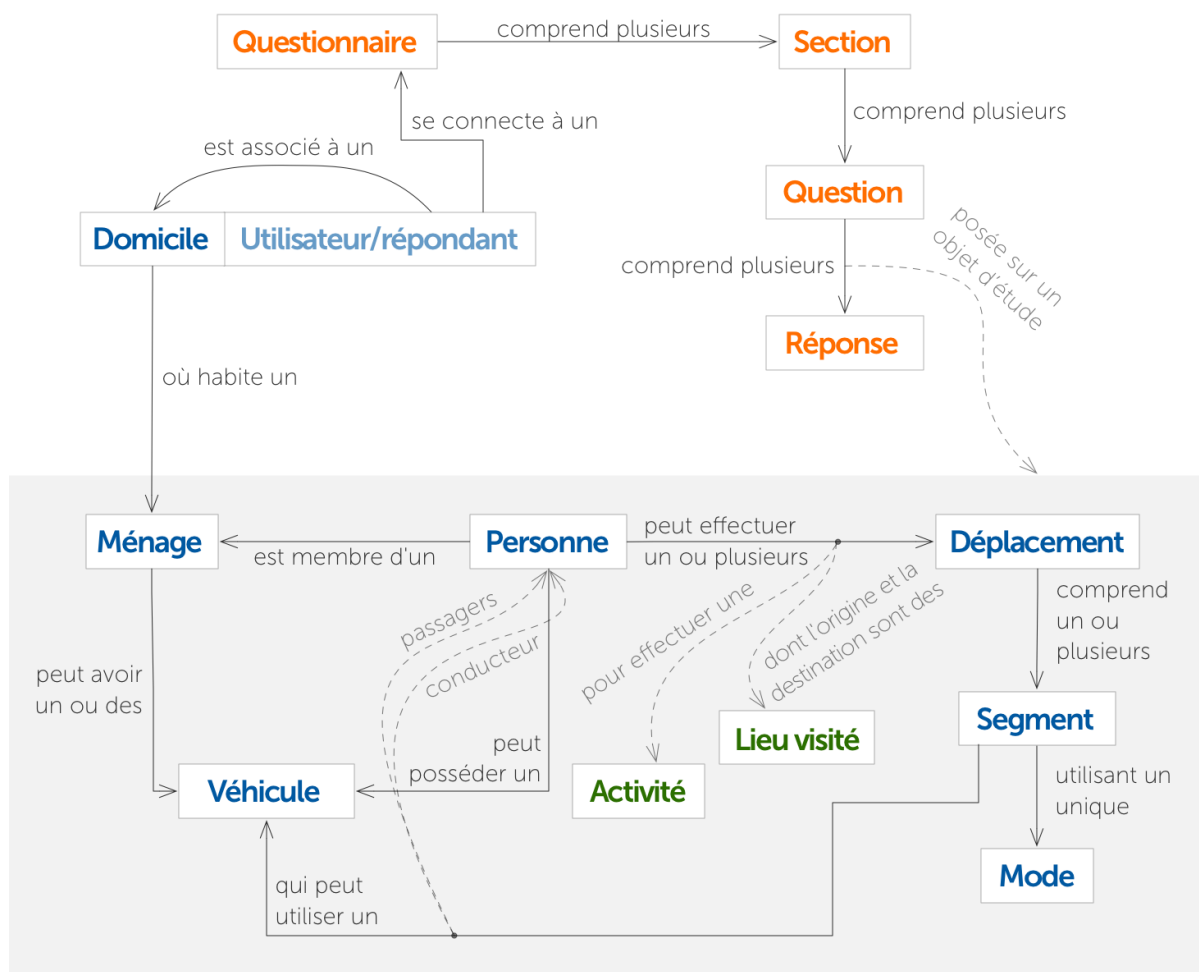 Questionnaire
comprend plusieurs
Section
se connecte à un
comprend plusieurs
est associé à un
Question
Domicile
Utilisateur/répondant
posée sur un
objet d'étude
comprend plusieurs
Réponse
où habite un
Ménage
est membre d'un
Personne
peut effectuer
un ou plusieurs
Déplacement
passagers
conducteur
pour effectuer une
dont l'origine et la
destination sont des
comprend
un ou
plusieurs
peut avoir
un ou des
Segment
Lieu visité
peut
posséder un
Véhicule
Activité
utilisant un
unique
Mode
qui peut
utiliser un